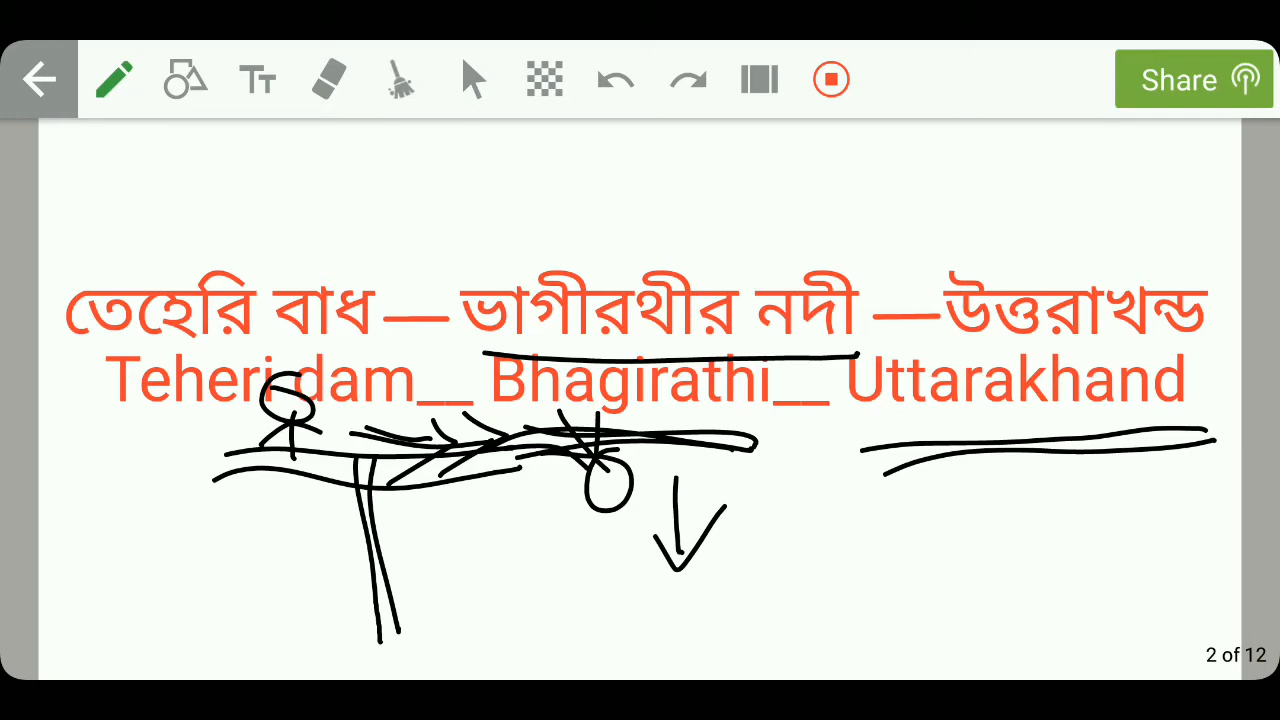 Share
তেহেরি বাধ—ভাগীরথীর নদী—উত্তরাখন্ড
Teheri dam__ Bhagirathi__ Uttarakhand
2 of 12